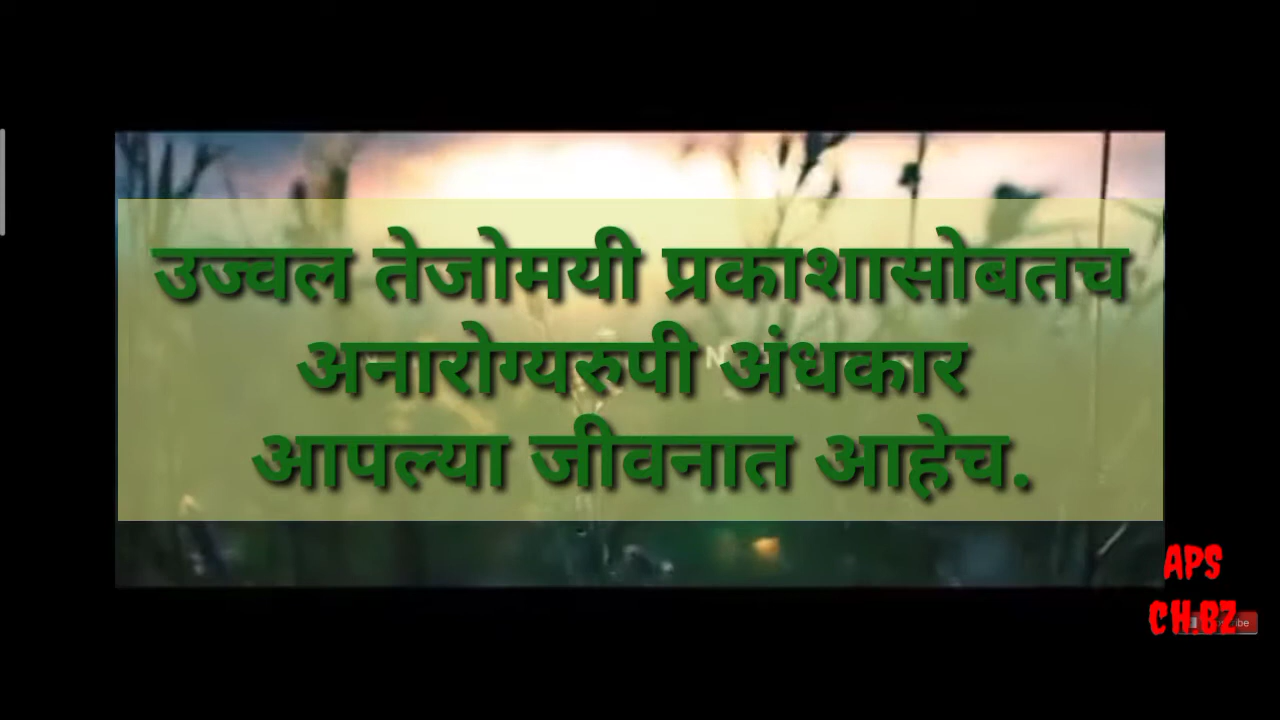 उज्वल तेजोमयी प्रकाशासोबतच
अनारोग्यरुपी अंधकार
आपल्या जीवनात आहेच.
APS
CH.BZ